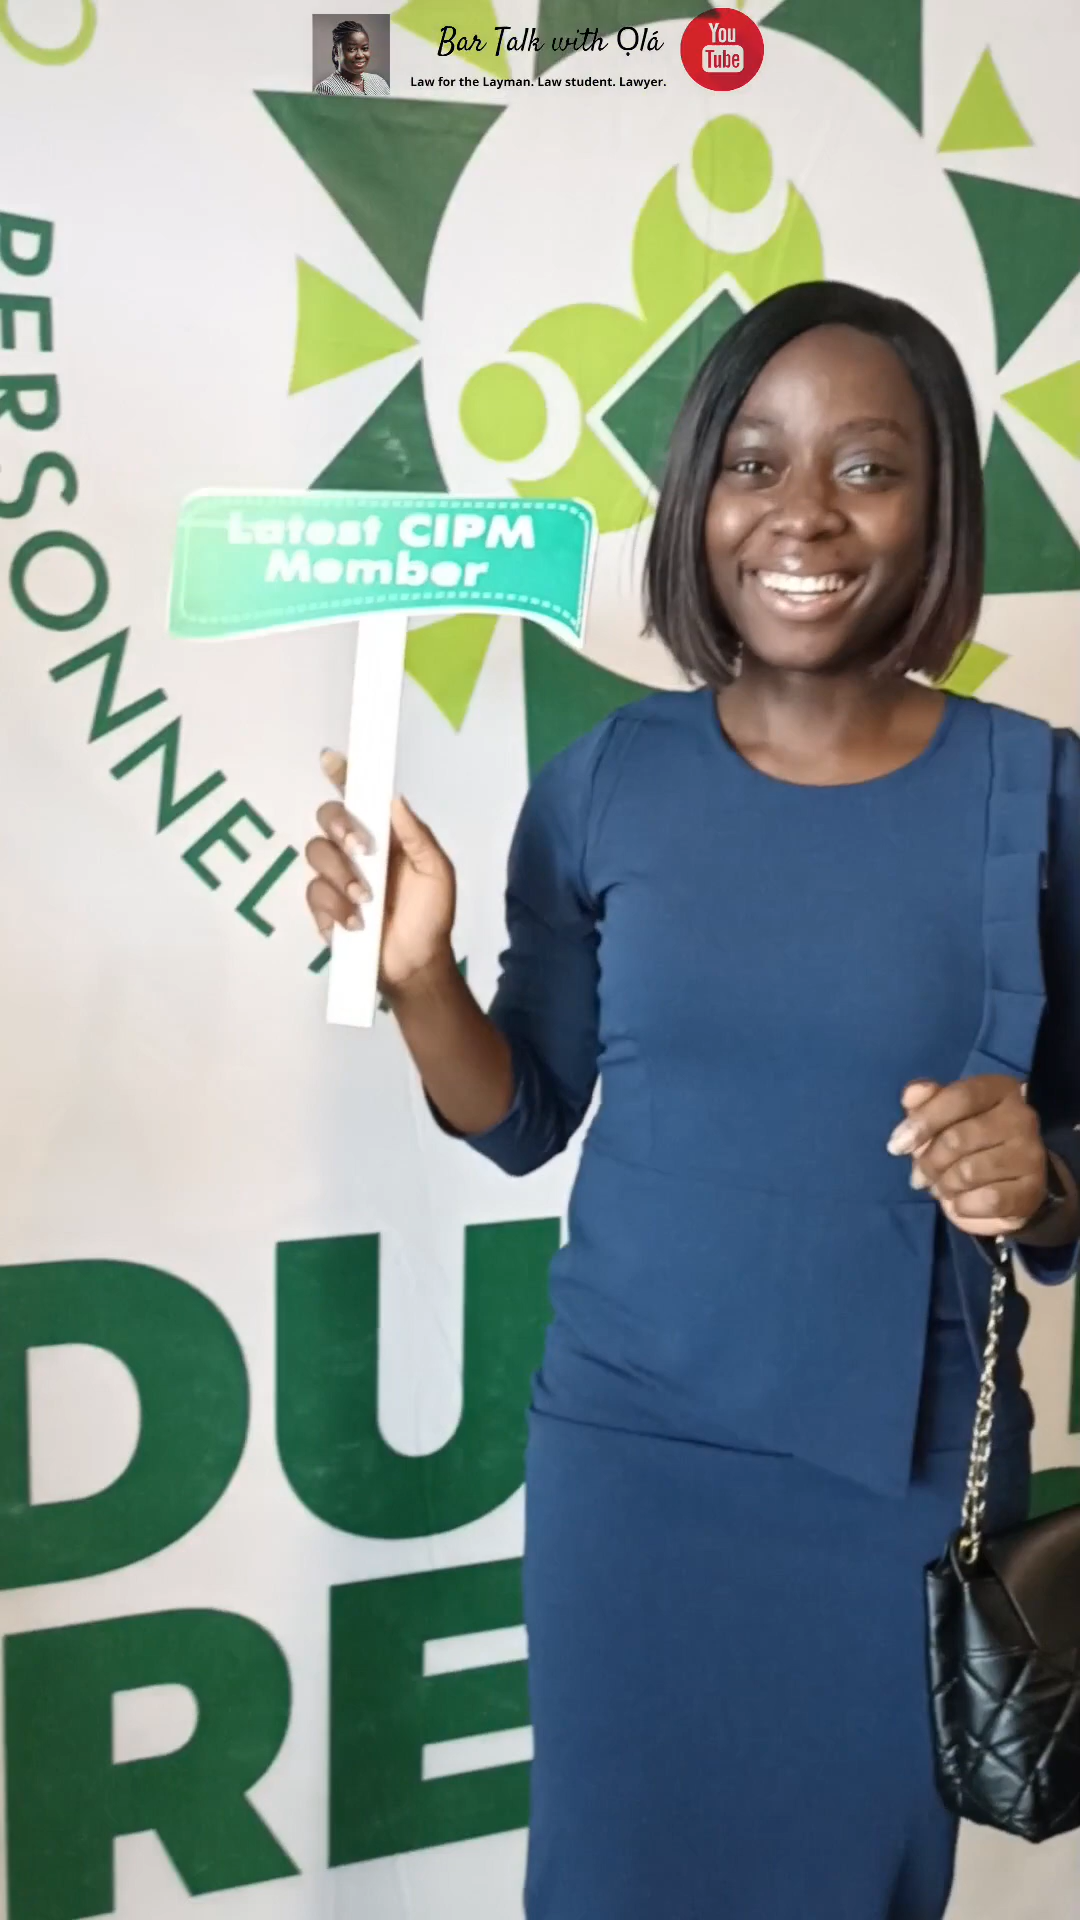 Bar Talk with Ọlá
Law for the Layman. Law student. Lawyer.
You
Tube
PERSONNEL
Latest CIPM
Member
DU
RE